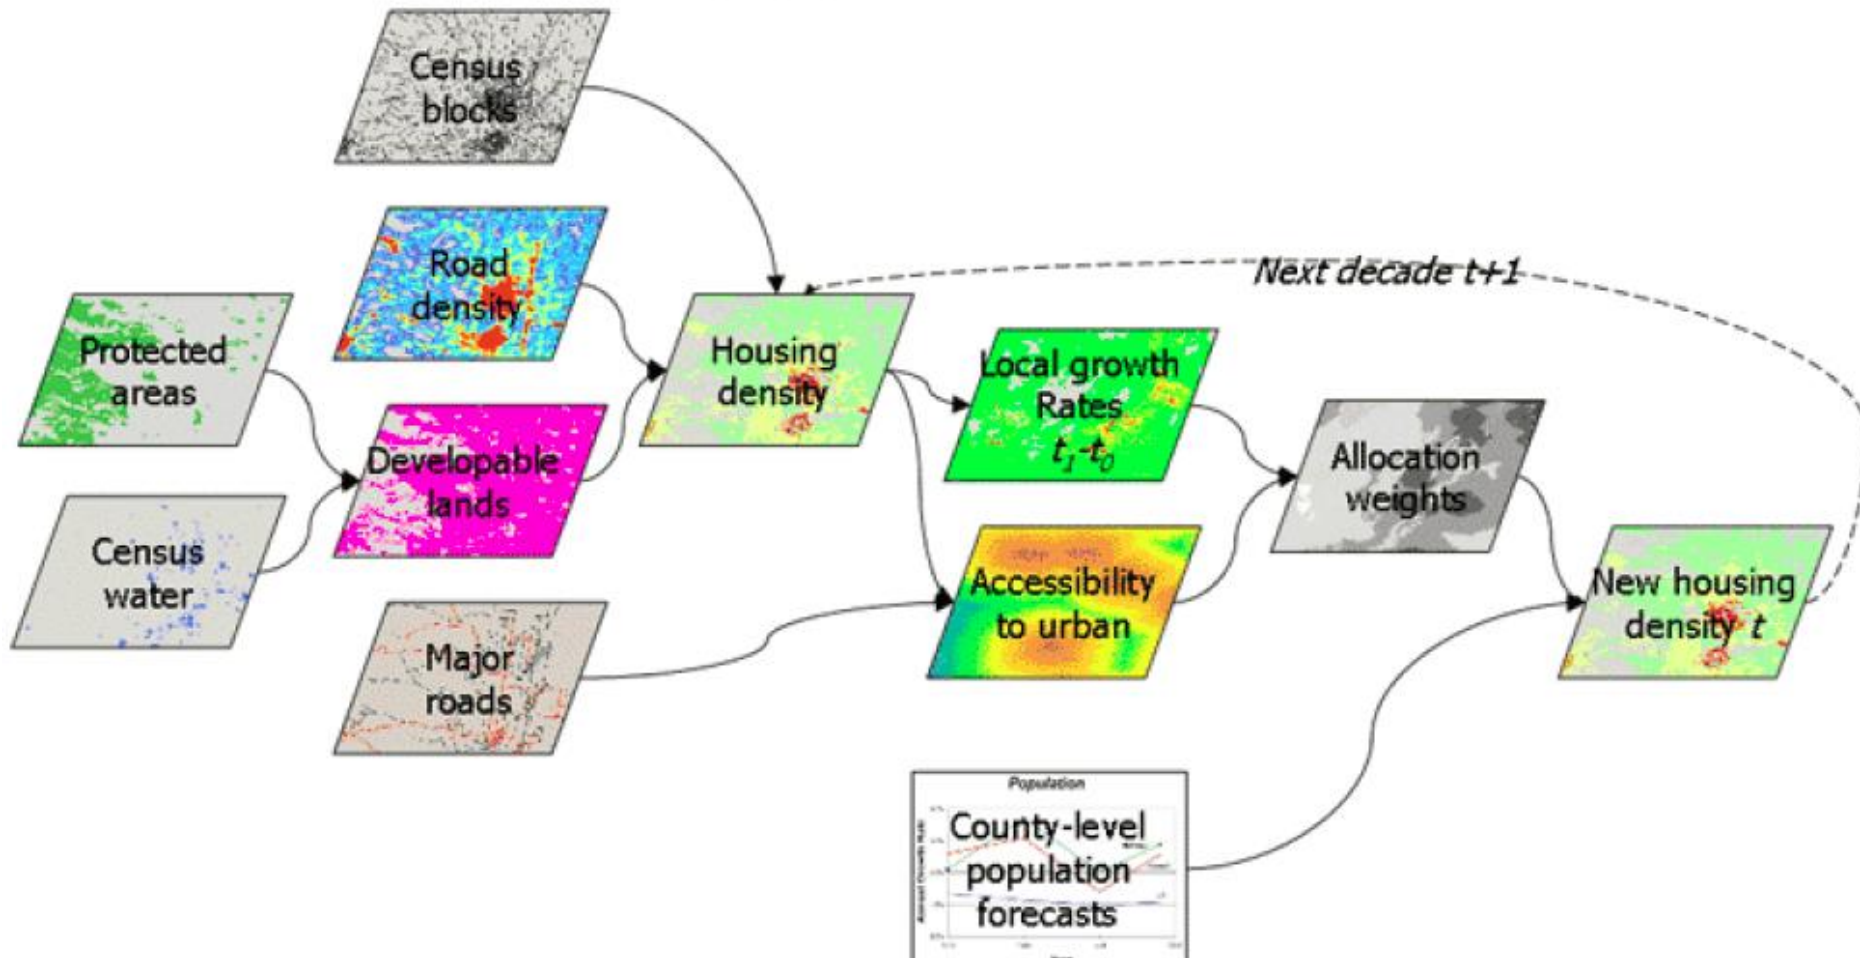 Census
blocks
Road
density
Next decade t+1
Protected
areas
Housing
density
Local growth
Rates
t₁-t₀
Developable
lands
Allocation
weights
Census
water
Accessibility
to urban
New housing
density t
Major
roads
Population
County-level
population
forecasts